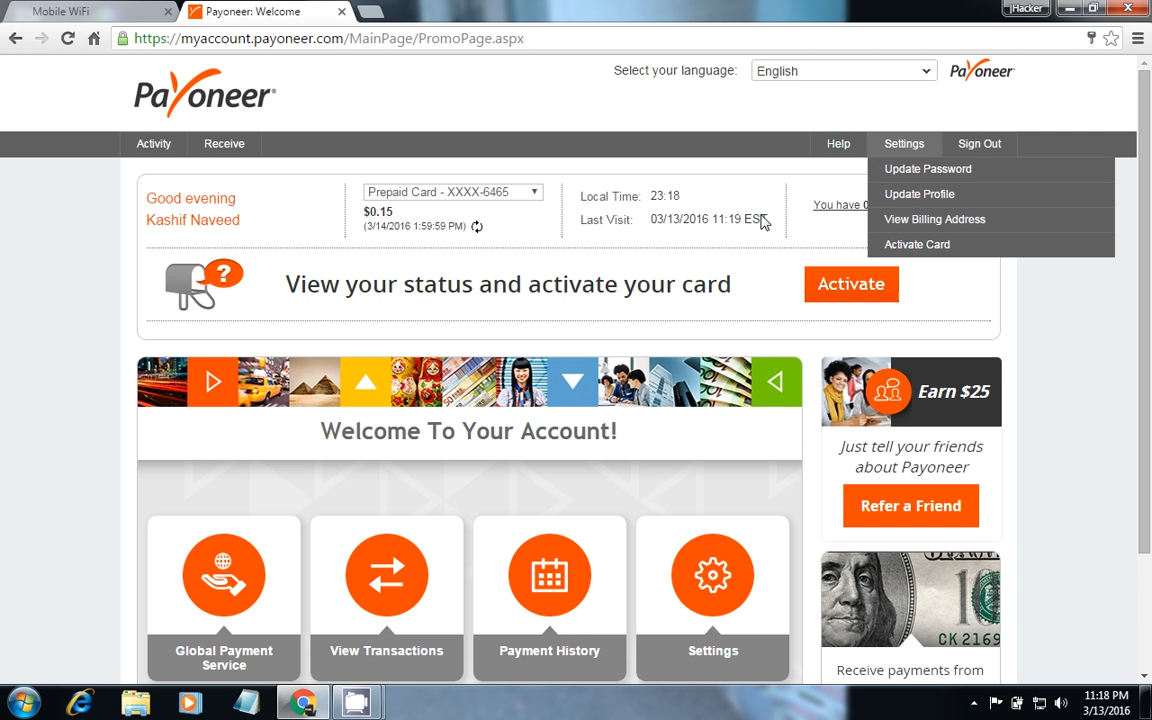 Mobile WiFi
Payoneer: Welcome
jHacker
https://myaccount.payoneer.com/MainPage/PromoPage.aspx
Select your language:
English
Payoneer
Payoneer
Activity
Receive
Help
Settings
Sign Out
Update Password
Update Profile
View Billing Address
Activate Card
Good evening
Kashif Naveed
Prepaid Card - XXXX-6465
$0.15
(3/14/2016 1:59:59 PM)
Local Time: 23:18
Last Visit: 03/13/2016 11:19 EST
You have 0
?
View your status and activate your card
Activate
Welcome To Your Account!
Earn $25
Just tell your friends
about Payoneer
Refer a Friend
Global Payment
Service
View Transactions
Payment History
Settings
CK 2169
Receive payments from
11:18 PM
3/13/2016